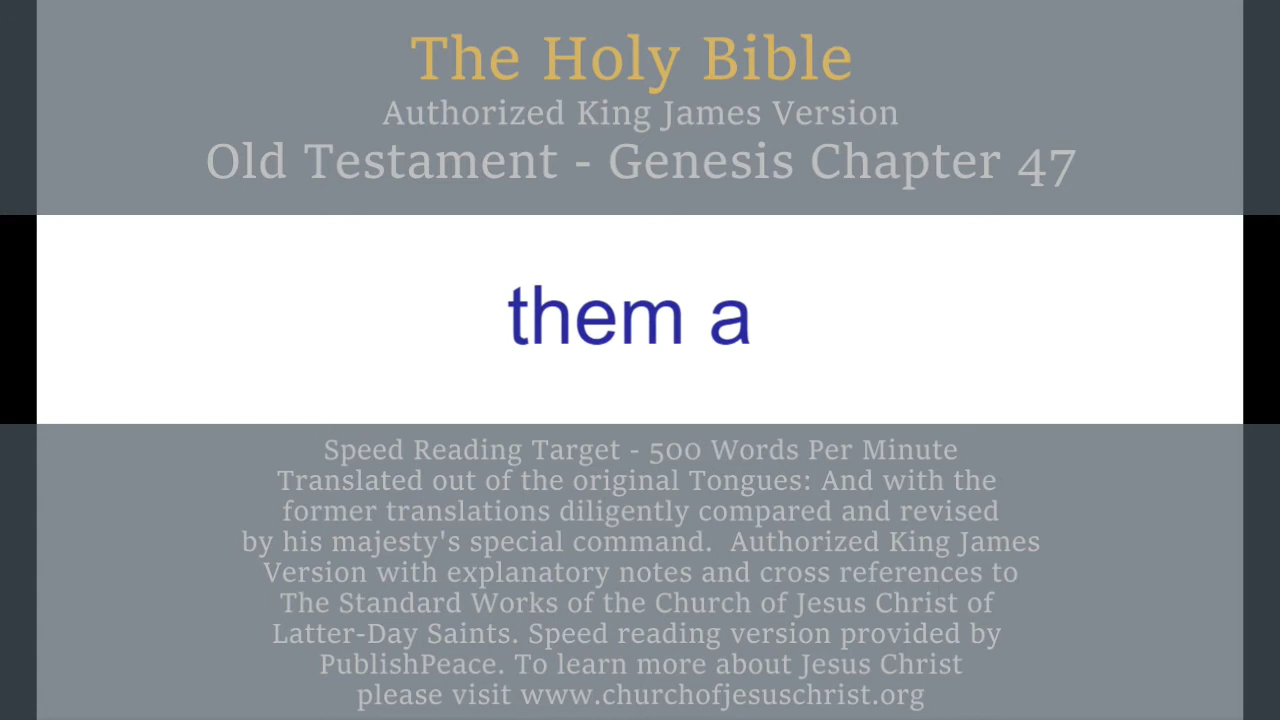 The Holy Bible
Authorized King James Version
Old Testament - Genesis Chapter 47
them a
Speed Reading Target - 500 Words Per Minute
Translated out of the original Tongues: And with the
former translations diligently compared and revised
by his majesty's special command.  Authorized King James
Version with explanatory notes and cross references to
The Standard Works of the Church of Jesus Christ of
Latter-Day Saints. Speed reading version provided by
PublishPeace. To learn more about Jesus Christ
please visit www.churchofjesuschrist.org